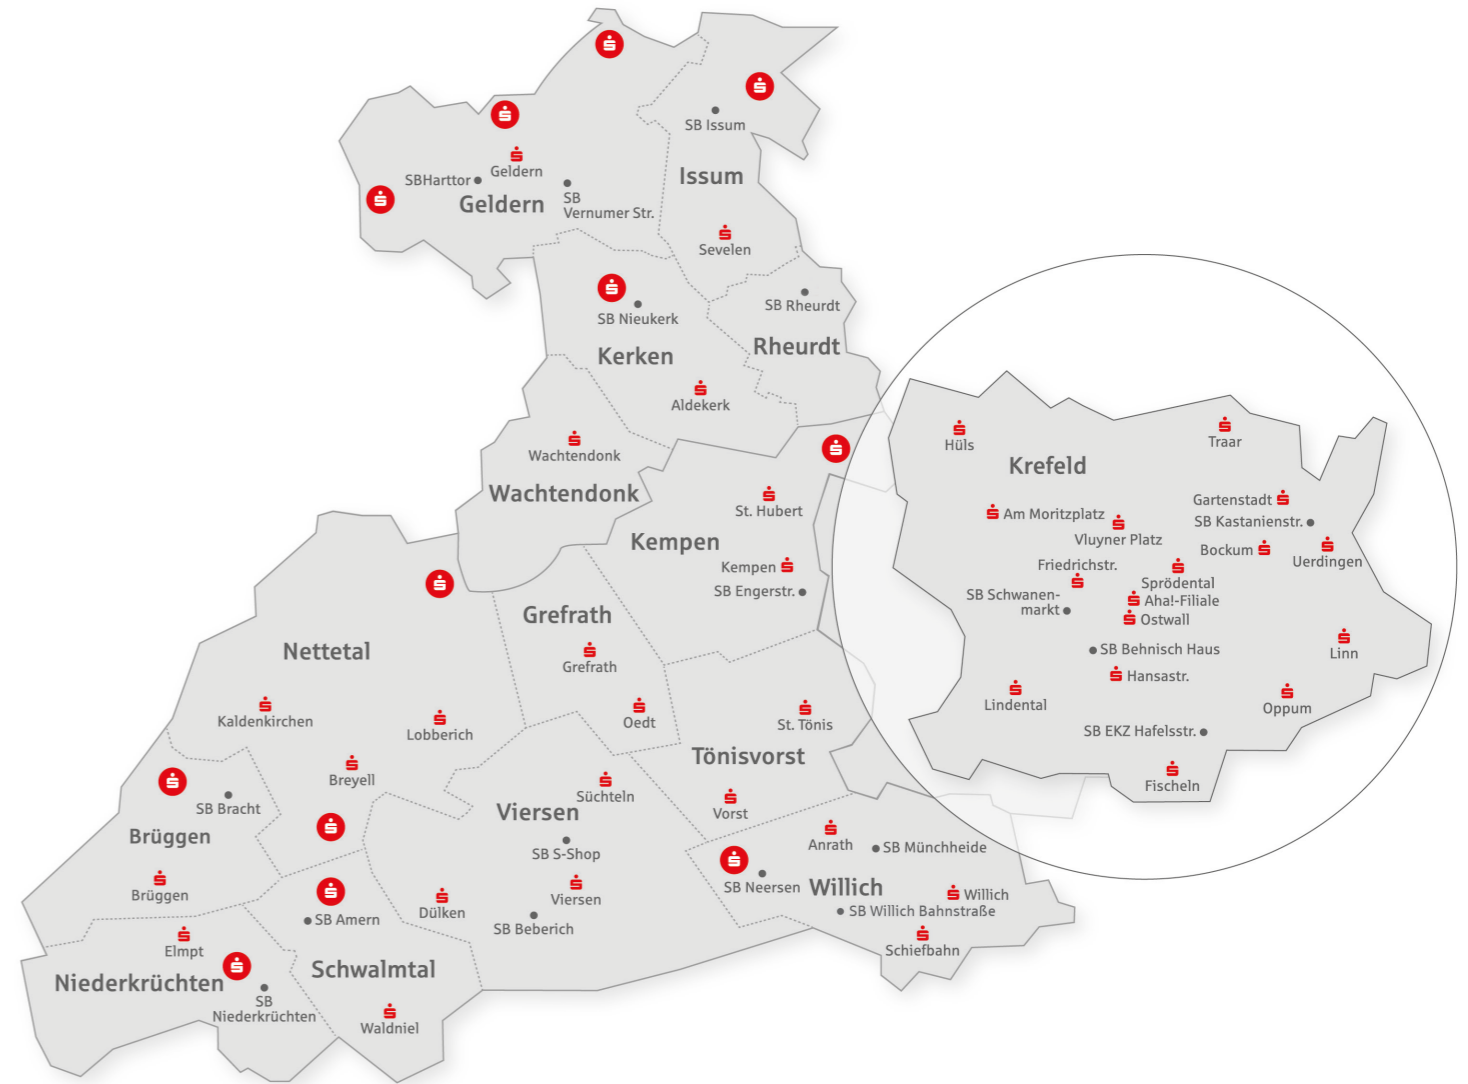 SB Issum
Issum
Sevelen
Geldern
SBHarttor
SB
Vernumer Str.
Geldern
SB Nieukerk
Kerken
Aldekerk
SB Rheurdt
Rheurdt
Wachtendonk
Wachtendonk
St. Hubert
Kempen
Kempen
SB Engerstr.
Grefrath
Grefrath
Oedt
Nettetal
Kaldenkirchen
Lobberich
Breyell
St. Tönis
Tönisvorst
Vorst
SB Bracht
Brüggen
Brüggen
Süchteln
Viersen
SB S-Shop
Viersen
Dülken
SB Beberich
Anrath
SB Münchheide
SB Neersen
Willich
Willich
SB Willich Bahnstraße
Schiefbahn
SB Amern
Schwalmtal
Waldniel
Elmpt
Niederkrüchten
SB
Niederkrüchten
Hüls
Krefeld
Traar
Gartenstadt
SB Kastanienstr.
Am Moritzplatz
Vluyner Platz
Bockum
Uerdingen
Friedrichstr.
Sprödental
SB Schwanen-
markt
Aha!-Filiale
Ostwall
SB Behnisch Haus
Linn
Hansastr.
Lindental
Oppum
SB EKZ Hafelsstr.
Fischeln